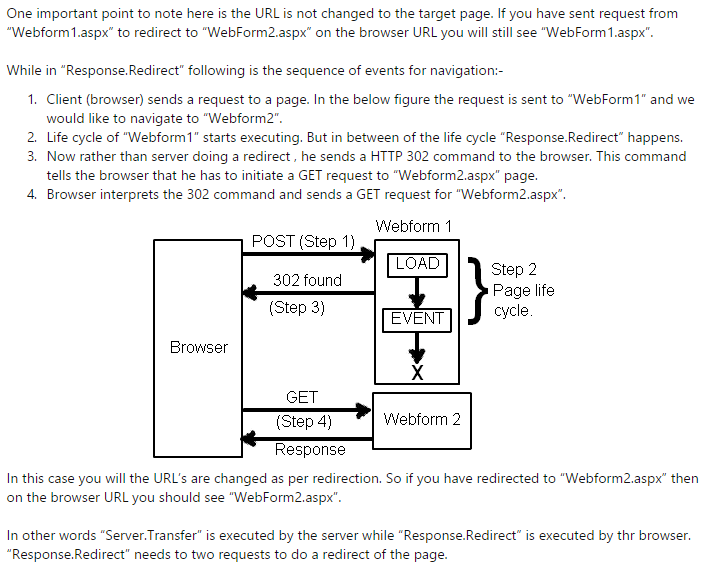 One important point to note here is the URL is not changed to the target page. If you have sent request from
"Webform1.aspx" to redirect to "WebForm2.aspx" on the browser URL you will still see "WebForm1.aspx".
While in "Response.Redirect" following is the sequence of events for navigation:-
1. Client (browser) sends a request to a page. In the below figure the request is sent to "WebForm1" and we
would like to navigate to "Webform2".
2. Life cycle of "Webform1" starts executing. But in between of the life cycle "Response.Redirect" happens.
3. Now rather than server doing a redirect , he sends a HTTP 302 command to the browser. This command
tells the browser that he has to initiate a GET request to "Webform2.aspx" page.
4. Browser interprets the 302 command and sends a GET request for "Webform2.aspx".
Webform 1
POST (Step 1)
LOAD
302 found
(Step 3)
EVENT
X
Step 2
Page life
cycle.
Browser
GET
(Step 4)
Response
Webform 2
In this case you will the URL's are changed as per redirection. So if you have redirected to "Webform2.aspx" then
on the browser URL you should see "WebForm2.aspx".
In other words "Server.Transfer" is executed by the server while "Response.Redirect" is executed by thr browser.
"Response.Redirect" needs to two requests to do a redirect of the page.